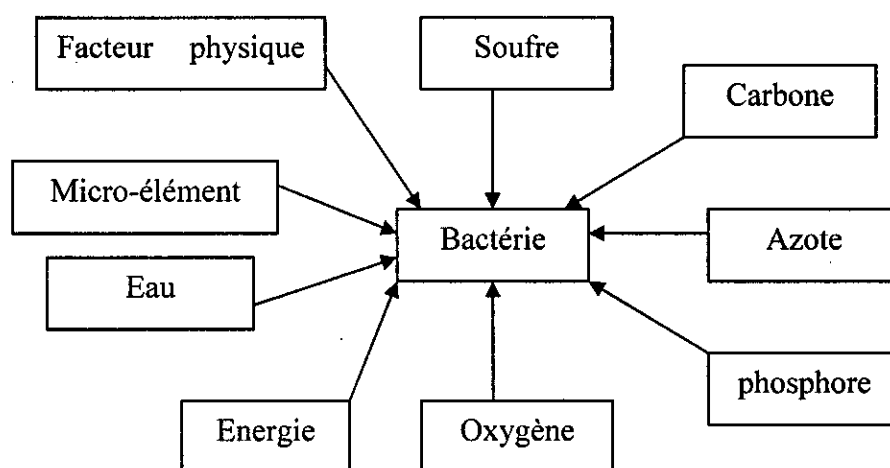 Facteur physique
Soufre
Carbone
Micro-élément
Bactérie
Azote
Eau
phosphore
Energie
Oxygène